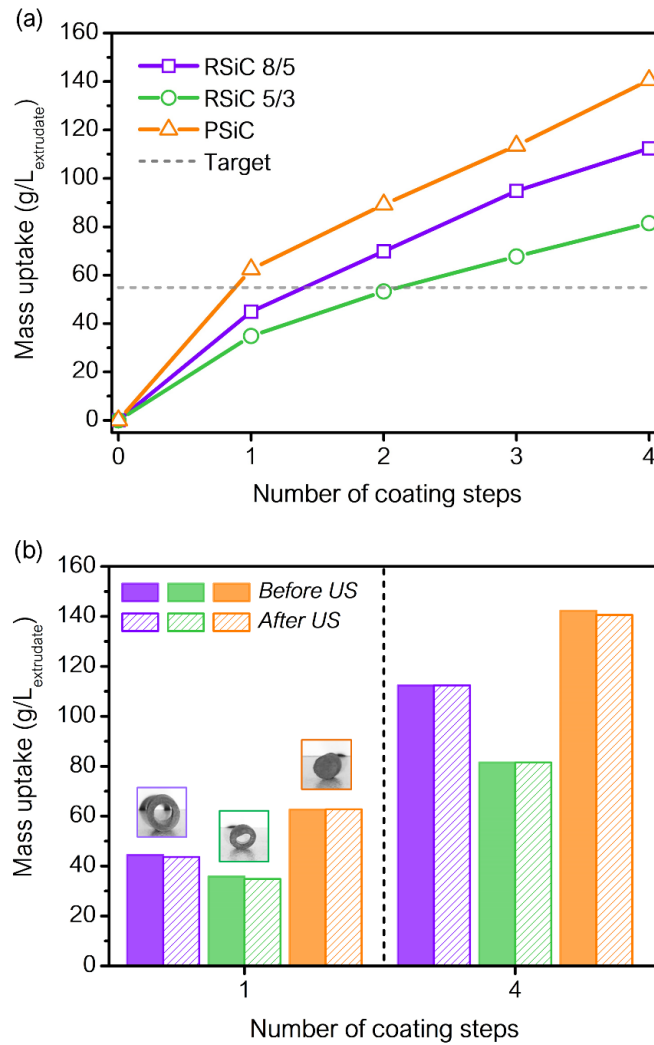 (a)
160
140
120
100
80
60
40
20
0
Mass uptake (g/L_extrudate)
RSiC 8/5
RSiC 5/3
PSiC
Target
0 1 2 3 4
Number of coating steps
(b)
160
140
120
100
80
60
40
20
0
Mass uptake (g/L_extrudate)
Before US
After US
1 4
Number of coating steps